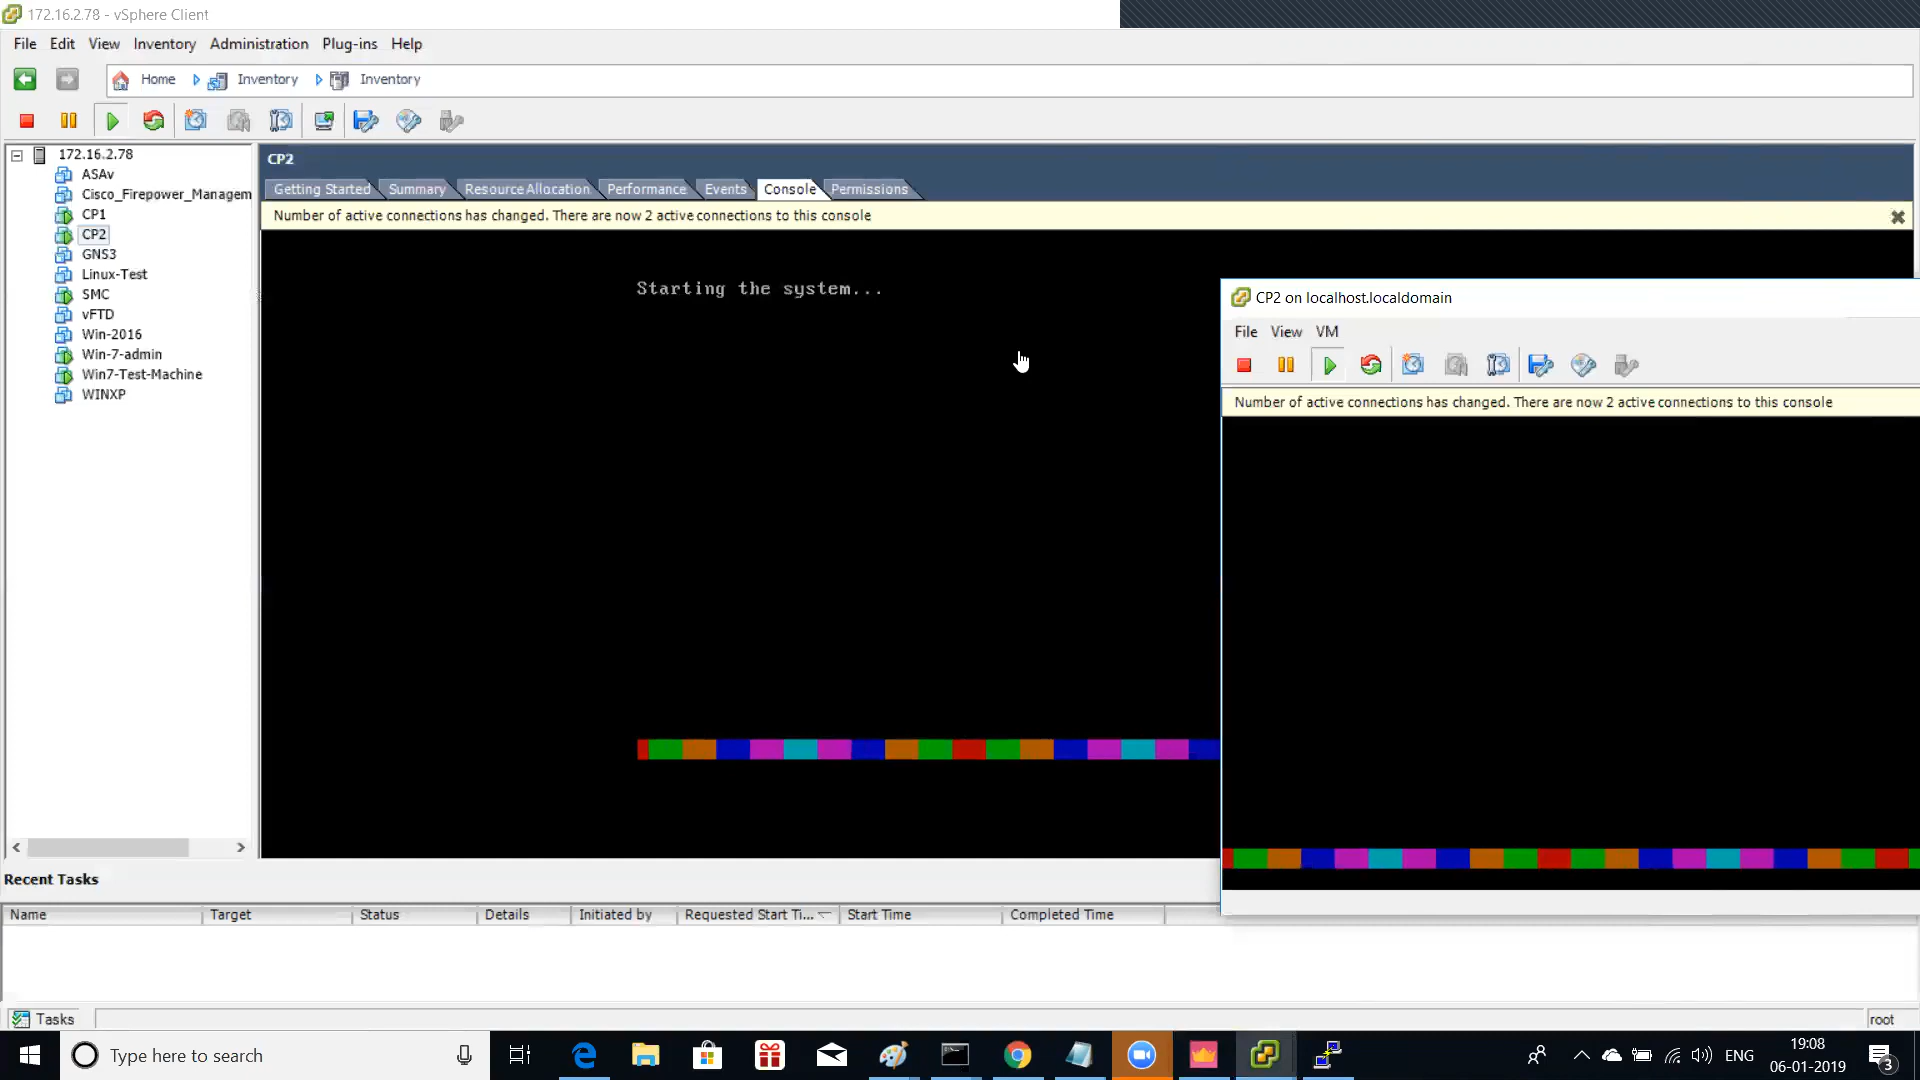 172.16.2.78 - vSphere Client
File Edit View Inventory Administration Plug-ins Help
Home Inventory Inventory
172.16.2.78
ASAv
Cisco_Firepower_Managem
CP1
CP2
GNS3
Linux-Test
SMC
vFTD
Win-2016
Win-7-admin
Win7-Test-Machine
WINXP
CP2
Getting Started Summary Resource Allocation Performance Events Console Permissions
Number of active connections has changed. There are now 2 active connections to this console
Starting the system...
CP2 on localhost.localdomain
File View VM
Number of active connections has changed. There are now 2 active connections to this console
Recent Tasks
Name Target Status Details Initiated by Requested Start Ti... Start Time Completed Time
Tasks
root
Type here to search
ENG
19:08
06-01-2019
3